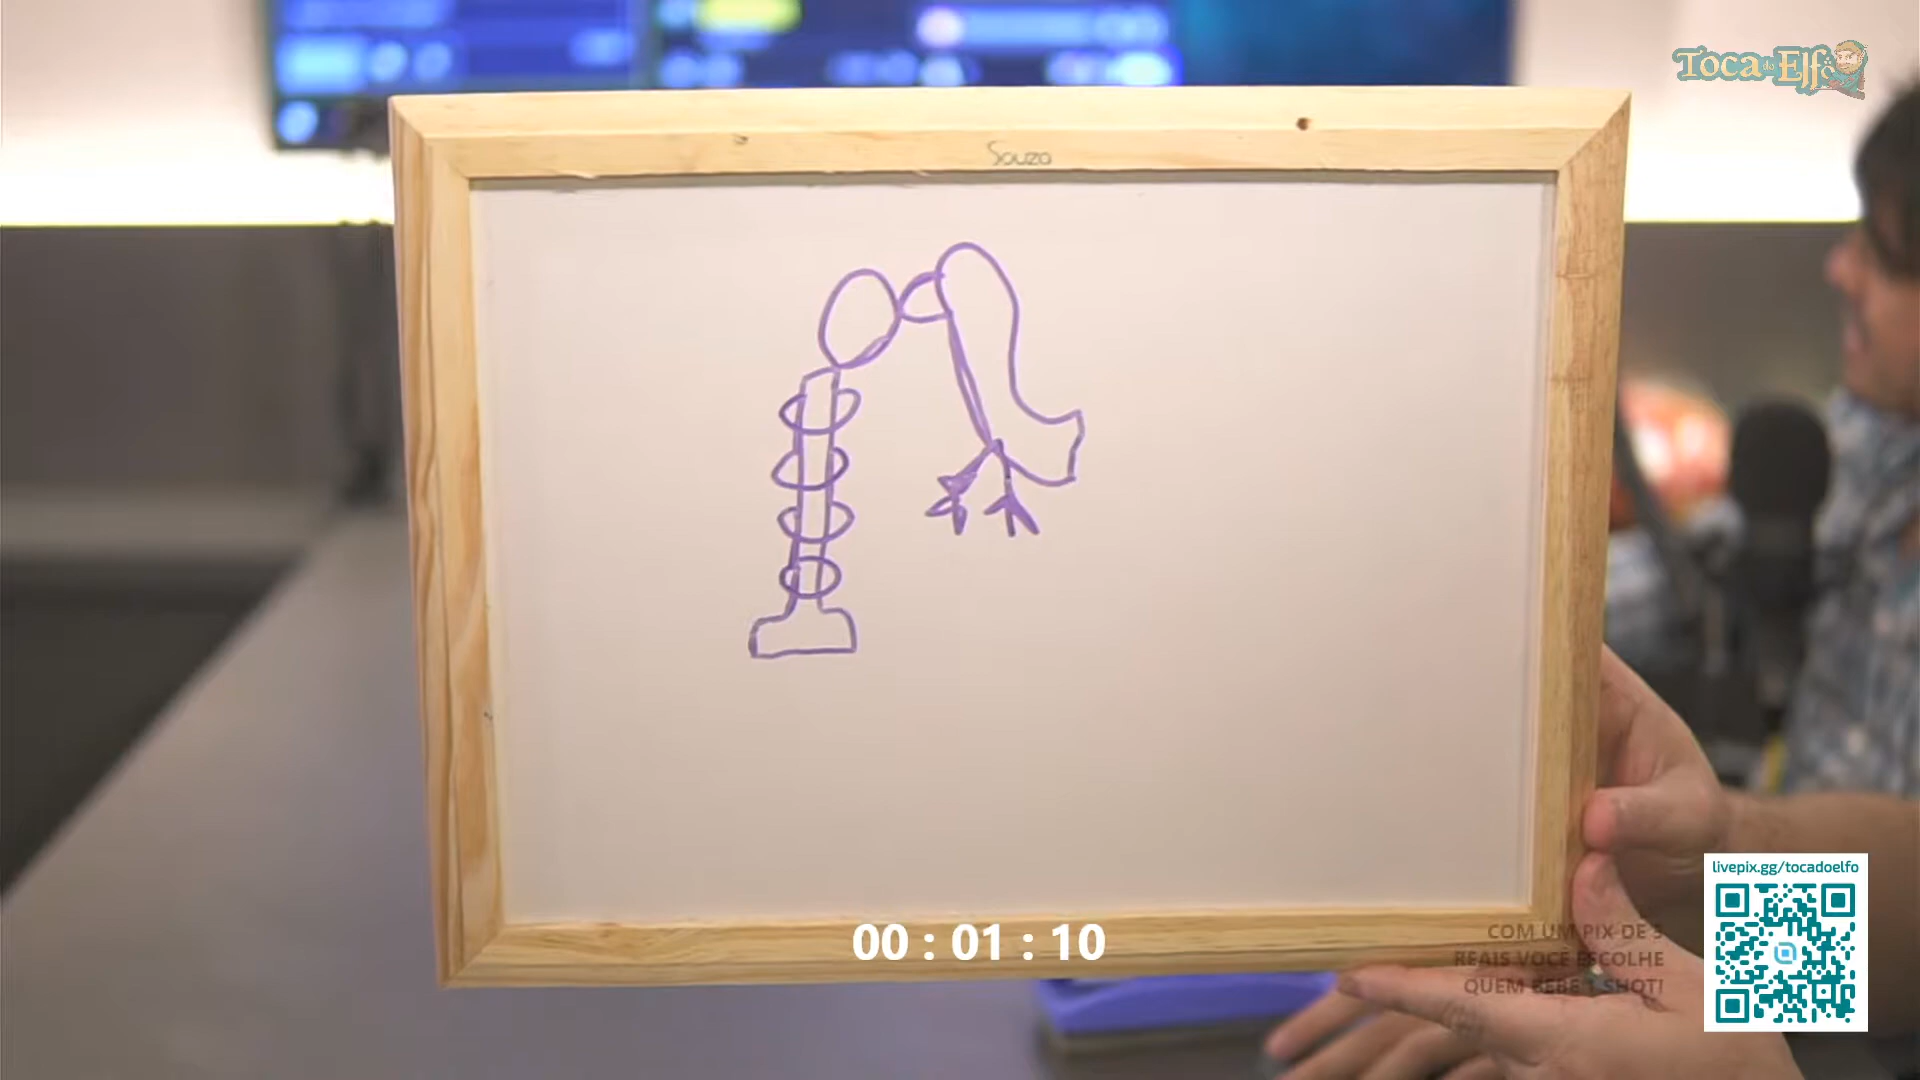 Toca do Elfo
Souza
livepix.gg/tocadoelfo
00 : 01 : 10
COM UM PIX DE 3
REAIS VOCÊ ESCOLHE
QUEM BEBE 1 SHOT!